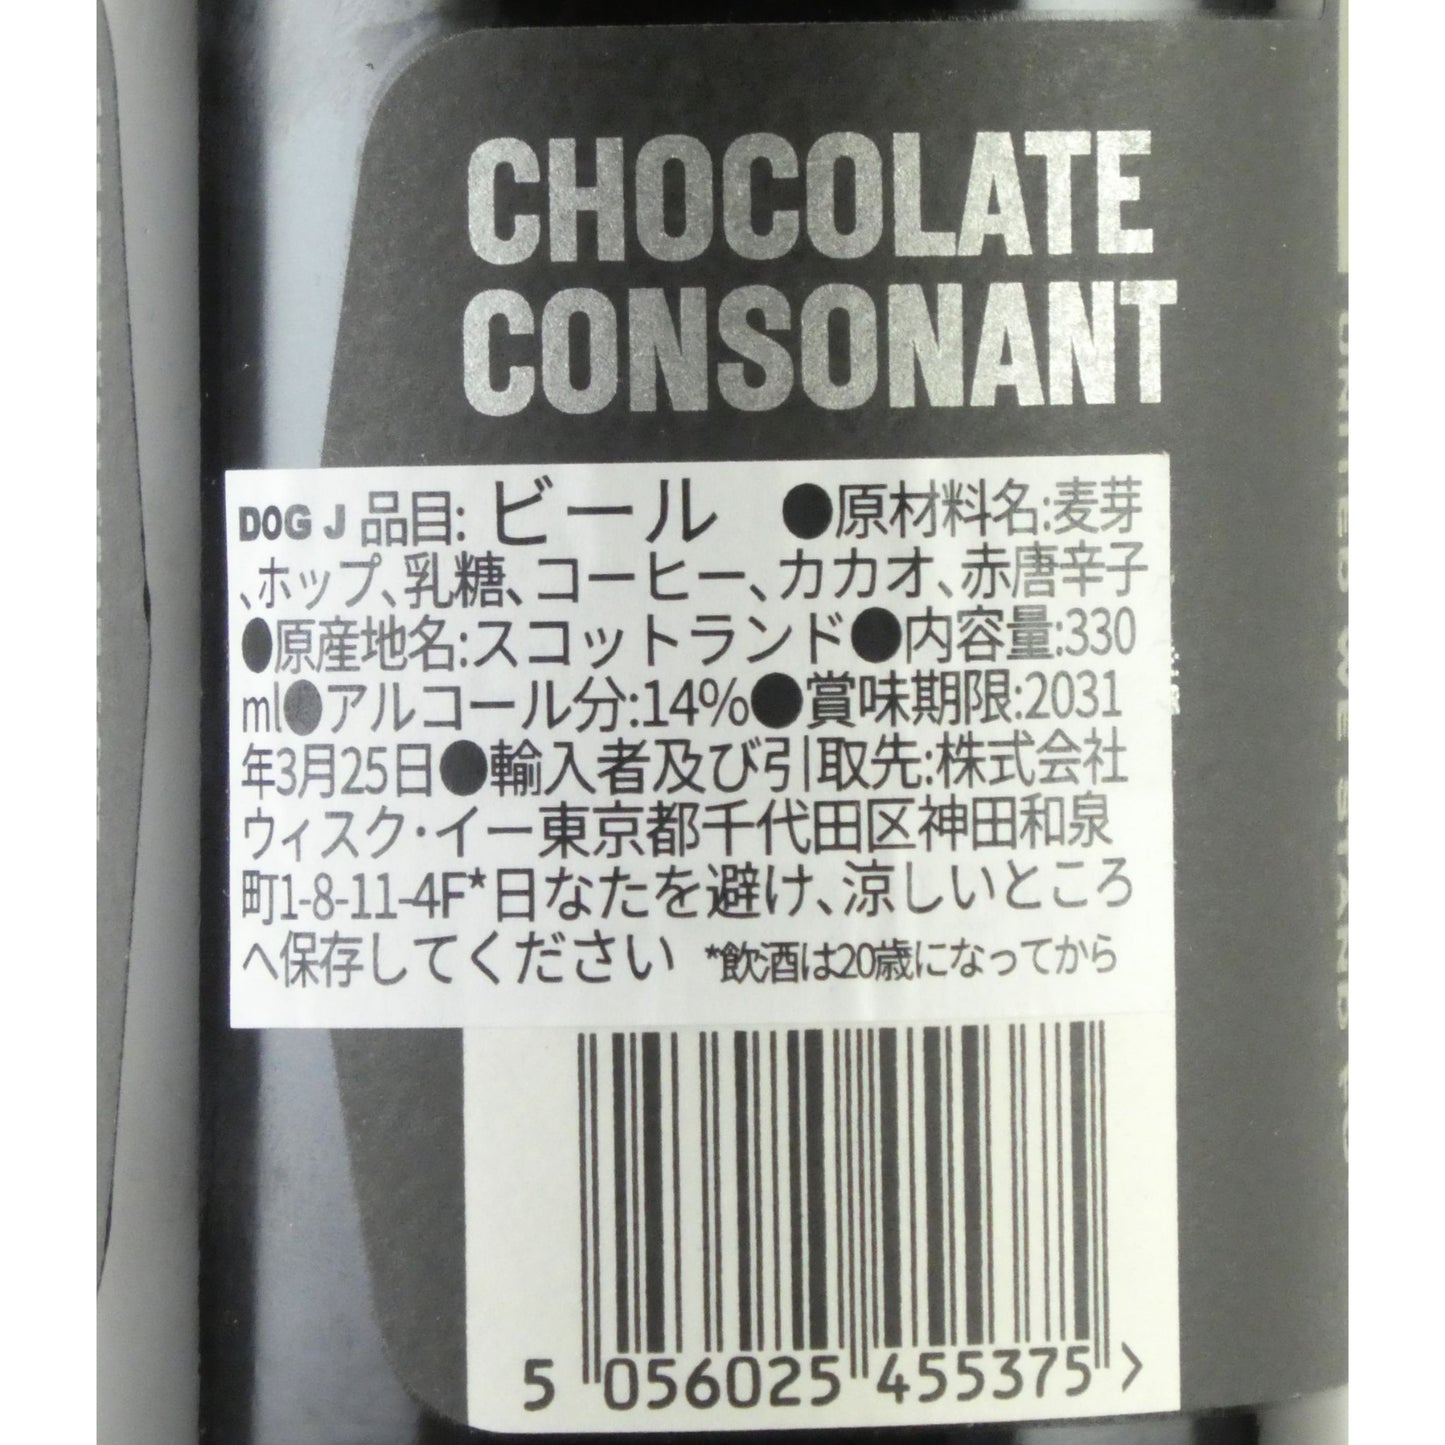 CHOCOLATE
CONSONANT
DOG J 品目: ビール ●原材料名:麦芽
、ホップ、乳糖、コーヒー、カカオ、赤唐辛子
●原産地名:スコットランド●内容量:330
ml●アルコール分:14%●賞味期限:2031
年3月25日●輸入者及び引取先:株式会社
ウィスク・イー東京都千代田区神田和泉
町1-8-11-4F*日なたを避け、涼しいところ
へ保存してください *飲酒は20歳になってから
5 056025 455375 >